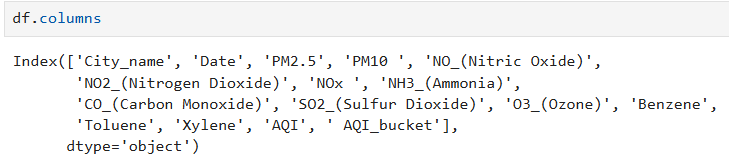 df.columns
Index(['City_name', 'Date', 'PM2.5', 'PM10 ', 'NO_(Nitric Oxide)',
'NO2_(Nitrogen Dioxide)', 'NOx ', 'NH3_(Ammonia)',
'CO_(Carbon Monoxide)', 'SO2_(Sulfur Dioxide)', 'O3_(Ozone)', 'Benzene',
'Toluene', 'Xylene', 'AQI', ' AQI_bucket'],
dtype='object')